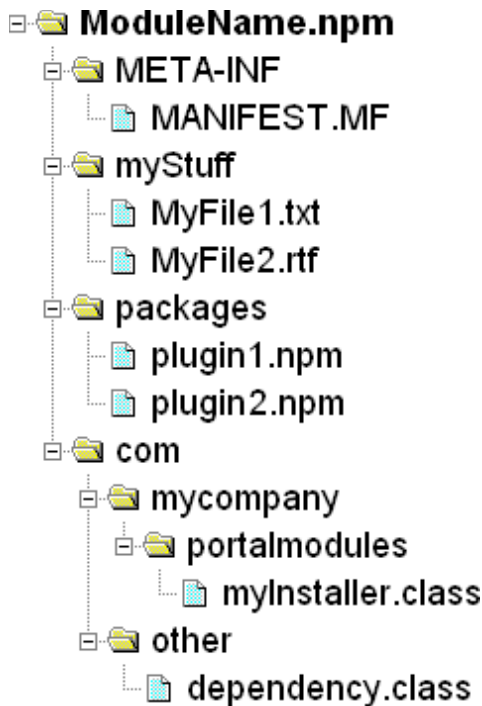 ModuleName.npm
META-INF
MANIFEST.MF
myStuff
MyFile1.txt
MyFile2.rtf
packages
plugin1.npm
plugin2.npm
com
mycompany
portalmodules
myInstaller.class
other
dependency.class